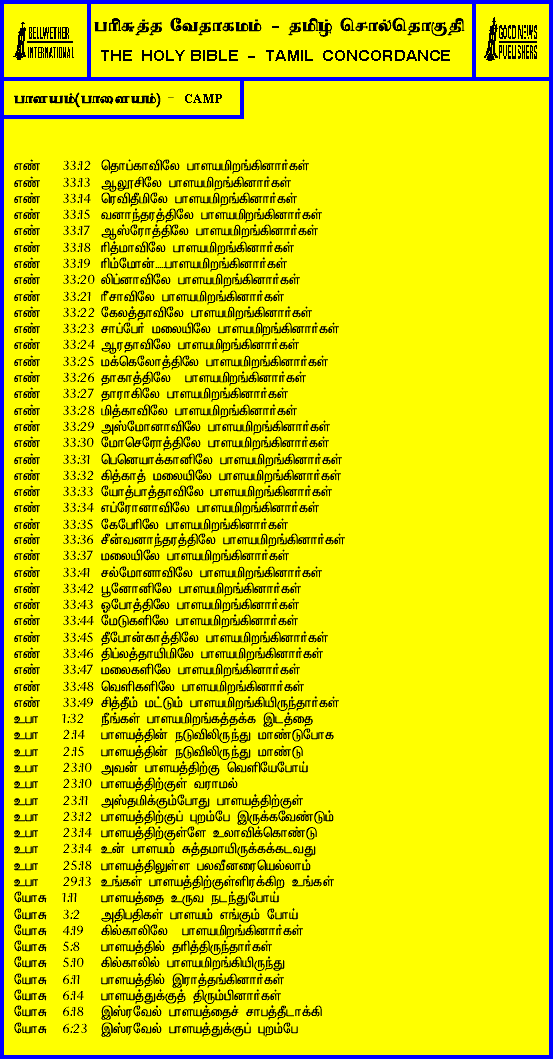 BELLWETHER INTERNATIONAL
பரிசுத்த வேதாகமம் - தமிழ் சொல்தொகுதி
THE HOLY BIBLE - TAMIL CONCORDANCE
GOOD NEWS PUBLISHERS
பாளயம்(பாளையம்) - CAMP
எண் 33:12 தொப்காவிலே பாளயமிறங்கினார்கள்
எண் 33:13 ஆலூசிலே பாளயமிறங்கினார்கள்
எண் 33:14 ரெவிதீமிலே பாளயமிறங்கினார்கள்
எண் 33:15 வனாந்தரத்திலே பாளயமிறங்கினார்கள்
எண் 33:17 ஆஸ்ரோத்திலே பாளயமிறங்கினார்கள்
எண் 33:18 ரித்மாவிலே பாளயமிறங்கினார்கள்
எண் 33:19 ரிம்மோன்....பாளயமிறங்கினார்கள்
எண் 33:20 லிப்னாவிலே பாளயமிறங்கினார்கள்
எண் 33:21 ரீசாவிலே பாளயமிறங்கினார்கள்
எண் 33:22 கேலத்தாவிலே பாளயமிறங்கினார்கள்
எண் 33:23 சாப்பேர் மலையிலே பாளயமிறங்கினார்கள்
எண் 33:24 ஆரதாவிலே பாளயமிறங்கினார்கள்
எண் 33:25 மக்கெலோத்திலே பாளயமிறங்கினார்கள்
எண் 33:26 தாகாத்திலே பாளயமிறங்கினார்கள்
எண் 33:27 தாராகிலே பாளயமிறங்கினார்கள்
எண் 33:28 மித்காவிலே பாளயமிறங்கினார்கள்
எண் 33:29 அஸ்மோனாவிலே பாளயமிறங்கினார்கள்
எண் 33:30 மோசெரோத்திலே பாளயமிறங்கினார்கள்
எண் 33:31 பெனெயாக்கானிலே பாளயமிறங்கினார்கள்
எண் 33:32 கித்காத் மலையிலே பாளயமிறங்கினார்கள்
எண் 33:33 யோத்பாத்தாவிலே பாளயமிறங்கினார்கள்
எண் 33:34 எப்ரோனாவிலே பாளயமிறங்கினார்கள்
எண் 33:35 கேபேரிலே பாளயமிறங்கினார்கள்
எண் 33:36 சீன்வனாந்தரத்திலே பாளயமிறங்கினார்கள்
எண் 33:37 மலையிலே பாளயமிறங்கினார்கள்
எண் 33:41 சல்மோனாவிலே பாளயமிறங்கினார்கள்
எண் 33:42 பூனோனிலே பாளயமிறங்கினார்கள்
எண் 33:43 ஓபோத்திலே பாளயமிறங்கினார்கள்
எண் 33:44 மேடுகளிலே பாளயமிறங்கினார்கள்
எண் 33:45 தீபோன்காத்திலே பாளயமிறங்கினார்கள்
எண் 33:46 திப்லத்தாயிமிலே பாளயமிறங்கினார்கள்
எண் 33:47 மலைகளிலே பாளயமிறங்கினார்கள்
எண் 33:48 வெளிகளிலே பாளயமிறங்கினார்கள்
எண் 33:49 சித்தீம் மட்டும் பாளயமிறங்கியிருந்தார்கள்
உபா 1:32 நீங்கள் பாளயமிறங்கத்தக்க இடத்தை
உபா 2:14 பாளயத்தின் நடுவிலிருந்து மாண்டுபோக
உபா 2:15 பாளயத்தின் நடுவிலிருந்து மாண்டு
உபா 23:10 அவன் பாளயத்திற்கு வெளியேபோய்
உபா 23:10 பாளயத்திற்குள் வராமல்
உபா 23:11 அஸ்தமிக்கும்போது பாளயத்திற்குள்
உபா 23:12 பாளயத்திற்குப் புறம்பே இருக்கவேண்டும்
உபா 23:14 பாளயத்திற்குள்ளே உலாவிக்கொண்டு
உபா 23:14 உன் பாளயம் சுத்தமாயிருக்கக்கடவது
உபா 25:18 பாளயத்திலுள்ள பலவீனரையெல்லாம்
உபா 29:13 உங்கள் பாளயத்திற்குள்ளிரக்கிற உங்கள்
யோசு 1:11 பாளயத்தை உருவ நடந்துபோய்
யோசு 3:2 அதிபதிகள் பாளயம் எங்கும் போய்
யோசு 4:19 கில்காலிலே பாளயமிறங்கினார்கள்
யோசு 5:8 பாளயத்தில் தரித்திருந்தார்கள்
யோசு 5:10 கில்காலில் பாளயமிறங்கியிருந்து
யோசு 6:11 பாளயத்தில் இராத்தங்கினார்கள்
யோசு 6:14 பாளயத்துக்குத் திரும்பினார்கள்
யோசு 6:18 இஸ்ரவேல் பாளயத்தைச் சாபத்தீடாக்கி
யோசு 6:23 இஸ்ரவேல் பாளயத்துக்குப் புறம்பே